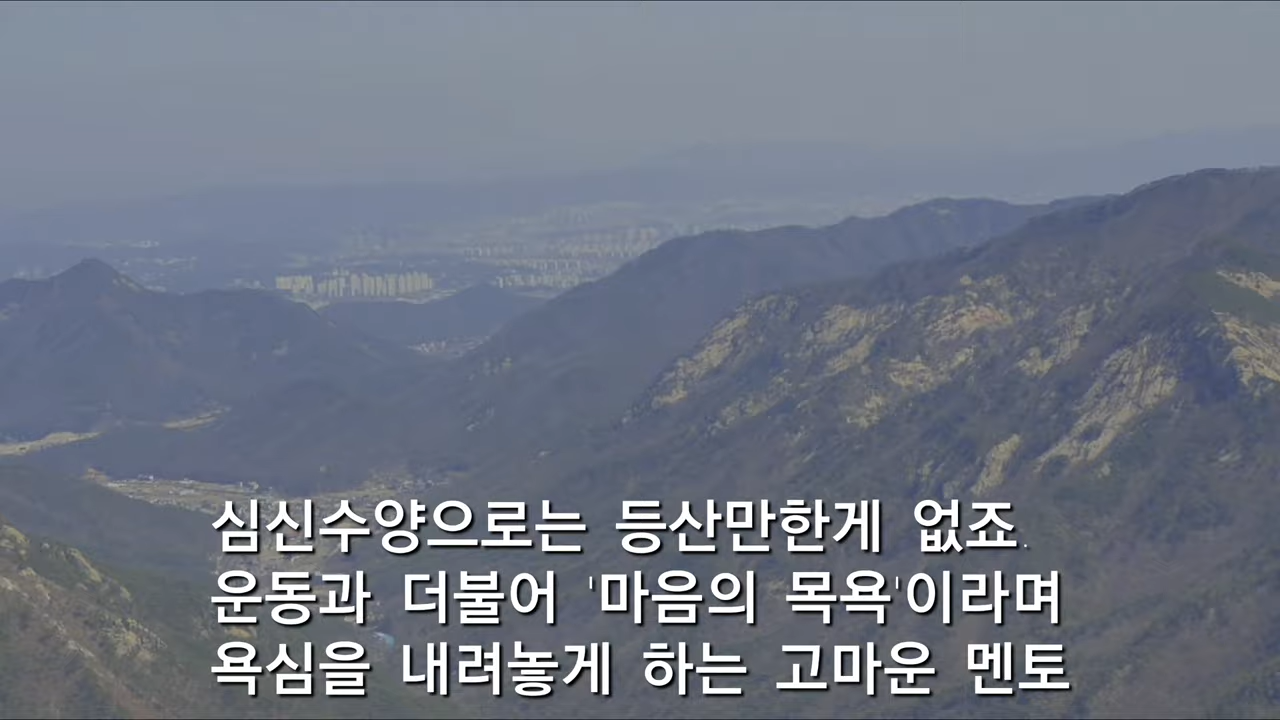 심신수양으로는 등산만한게 없죠.
운동과 더불어 '마음의 목욕'이라며
욕심을 내려놓게 하는 고마운 멘토